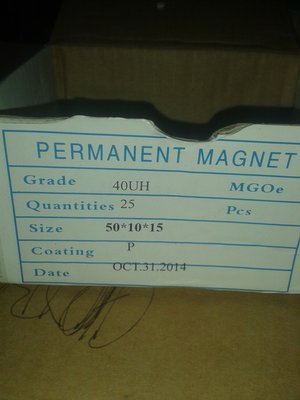 PERMANENT MAGNET
Grade 40UH MGOe
Quantities 25 Pcs
Size 50*10*15
Coating P
Date OCT.31.2014